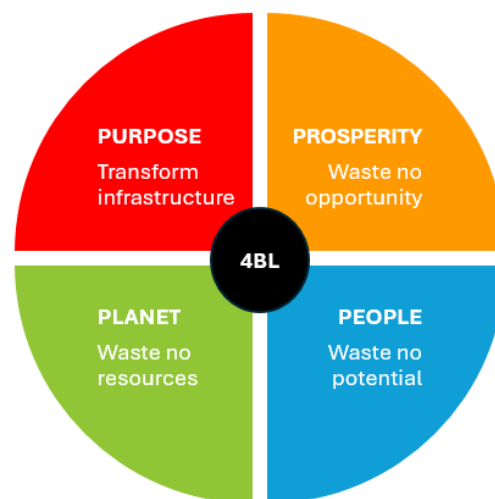 PURPOSE
Transform
infrastructure
PROSPERITY
Waste no
opportunity
4BL
PLANET
Waste no
resources
PEOPLE
Waste no
potential